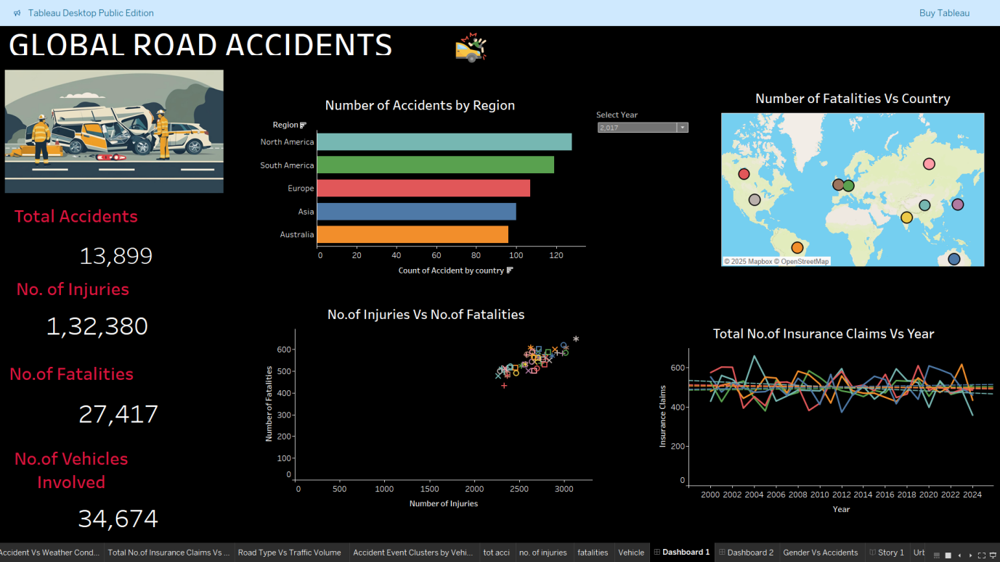 Tableau Desktop Public Edition
Buy Tableau
GLOBAL ROAD ACCIDENTS
Total Accidents
13,899
No. of Injuries
1,32,380
No.of Fatalities
27,417
No.of Vehicles
Involved
34,674
Number of Accidents by Region
Region
North America
South America
Europe
Asia
Australia
0 20 40 60 80 100 120
Count of Accident by country
Select Year
2,017
Number of Fatalities Vs Country
© 2025 Mapbox © OpenStreetMap
No.of Injuries Vs No.of Fatalities
Number of Fatalities
600
500
400
300
200
100
0
0 500 1000 1500 2000 2500 3000
Number of Injuries
Total No.of Insurance Claims Vs Year
Insurance Claims
600
400
200
0
2000 2002 2004 2006 2008 2010 2012 2014 2016 2018 2020 2022 2024
Year
Accident Vs Weather Cond... Total No.of Insurance Claims Vs ... Road Type Vs Traffic Volume Accident Event Clusters by Vehi... tot acci no. of injuries fatalities Vehicle Dashboard 1 Dashboard 2 Gender Vs Accidents Story 1